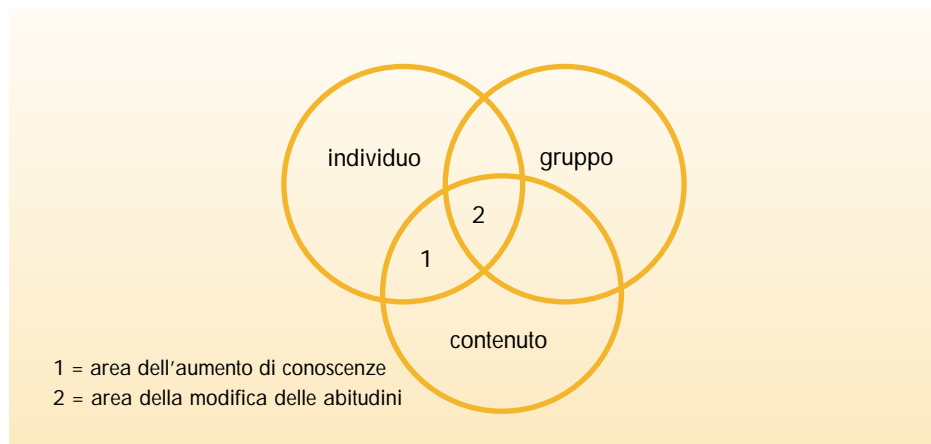 individuo
gruppo
2
1
contenuto
1 = area dell'aumento di conoscenze
2 = area della modifica delle abitudini